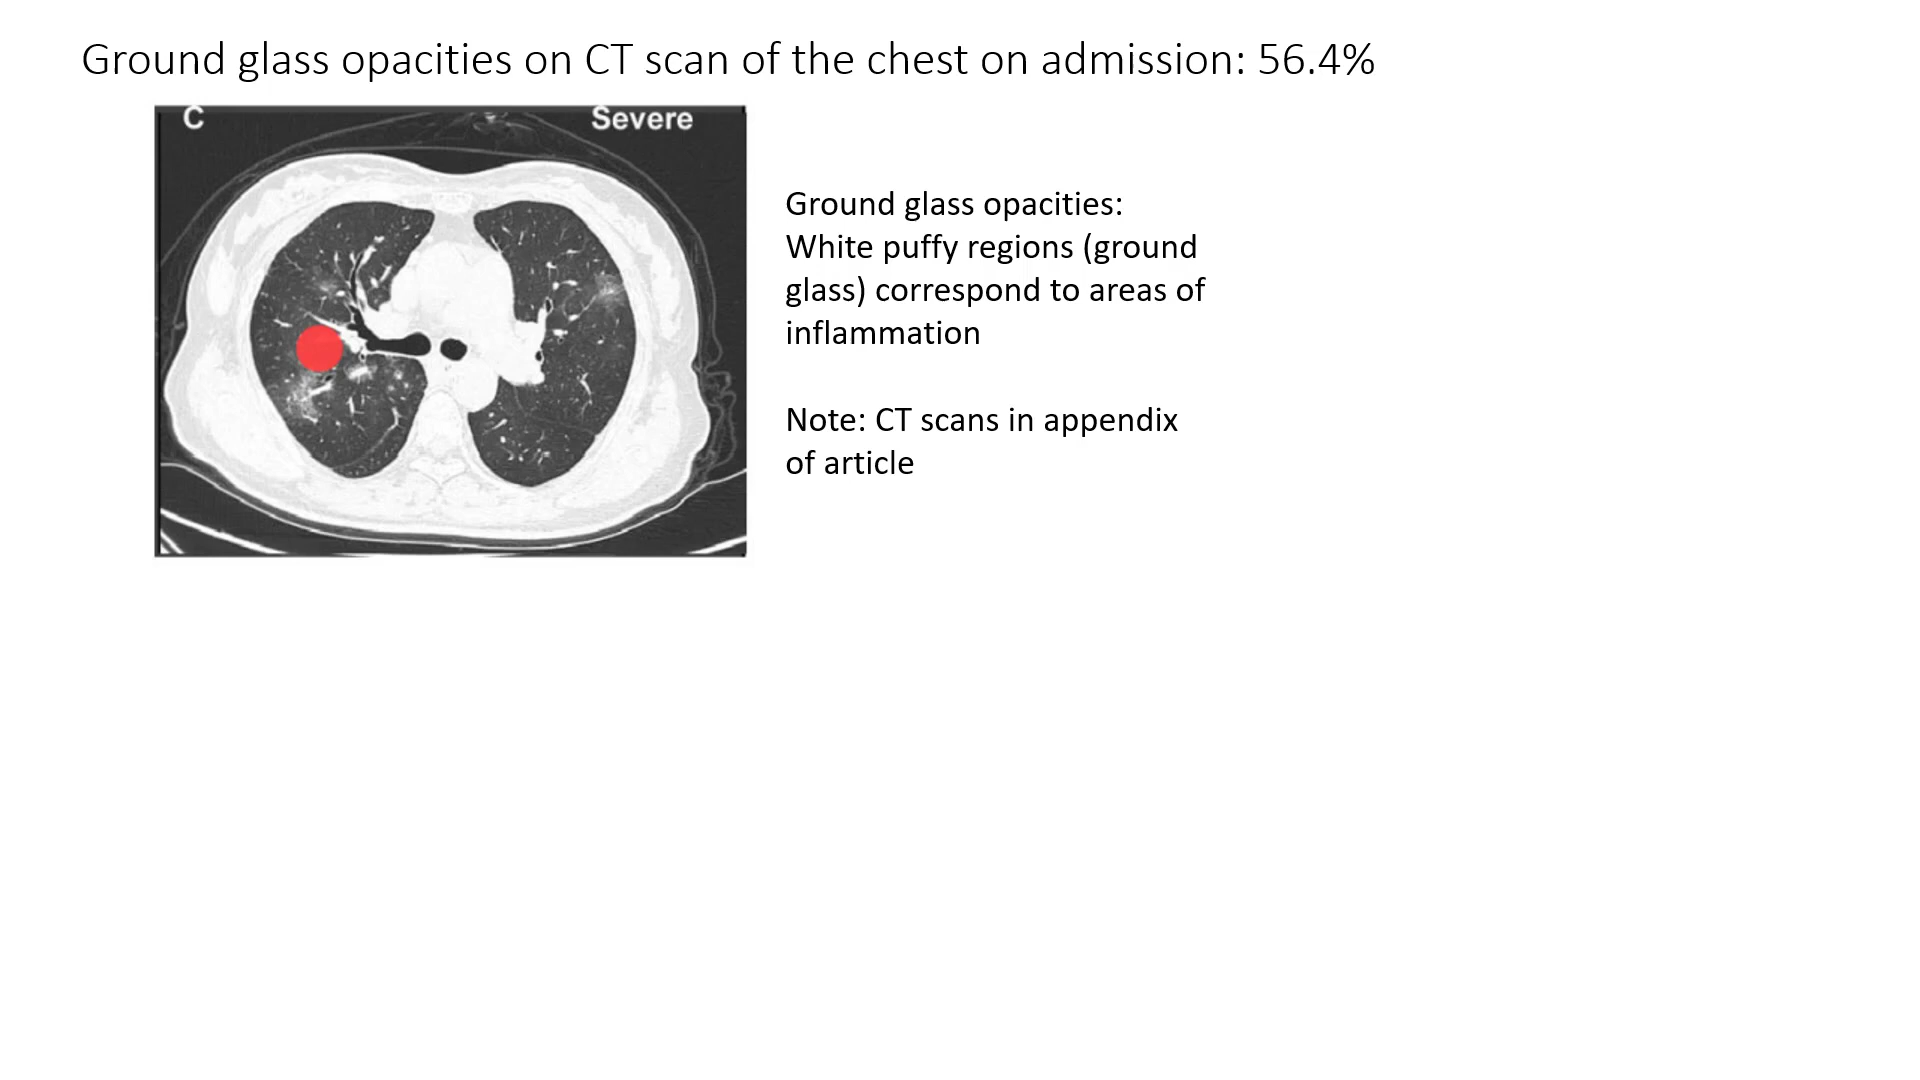 Ground glass opacities on CT scan of the chest on admission: 56.4%
C
Severe
Ground glass opacities:
White puffy regions (ground
glass) correspond to areas of
inflammation
Note: CT scans in appendix
of article